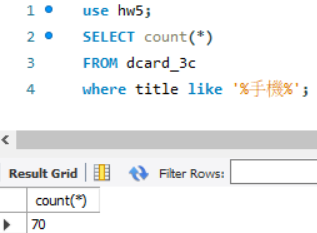 1 use hw5;
2 SELECT count(*)
3 FROM dcard_3c
4 where title like '%手機%';
Result Grid Filter Rows:
count(*)
70